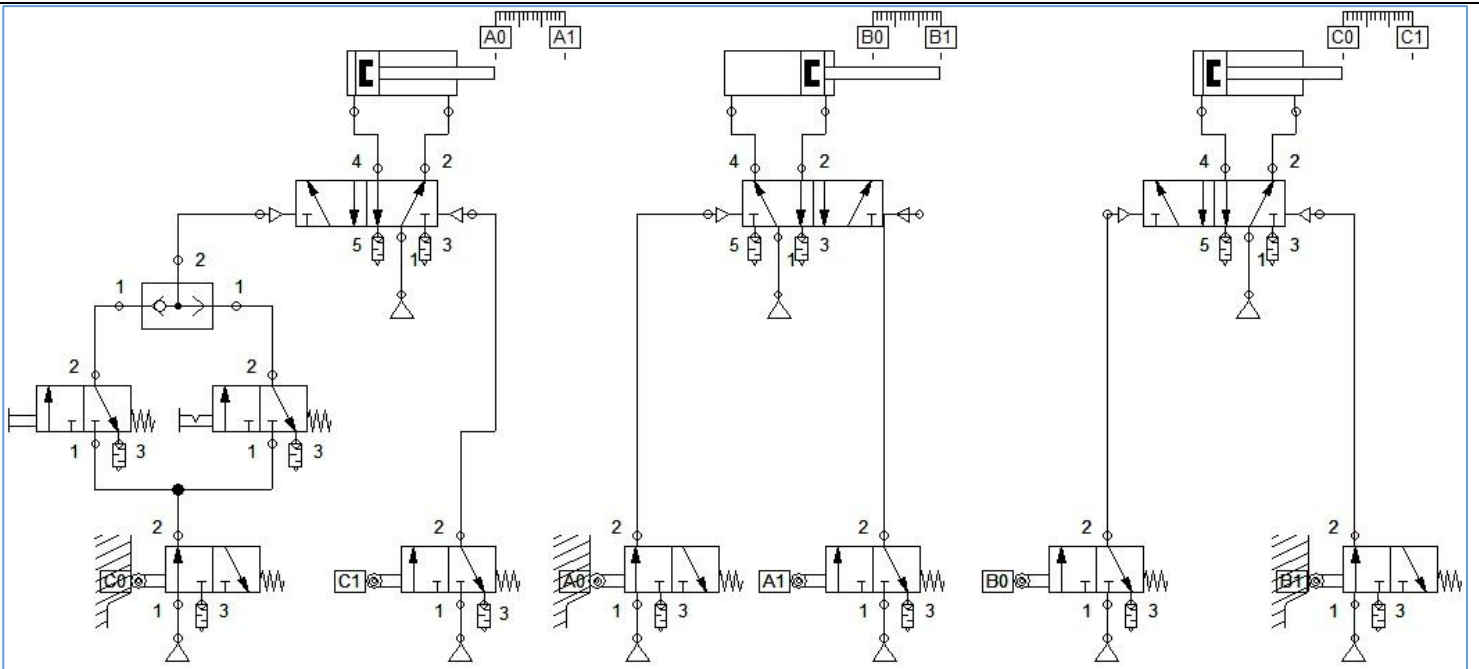 A0 A1 B0 B1 C0 C1
4 2 4 2 4 2
5 1 3 5 1 3 5 1 3
2
1 1
2 2
1 3 1 3
2 2 2 2 2 2
C0 C1 A0 A1 B0 B1
1 3 1 3 1 3 1 3 1 3 1 3